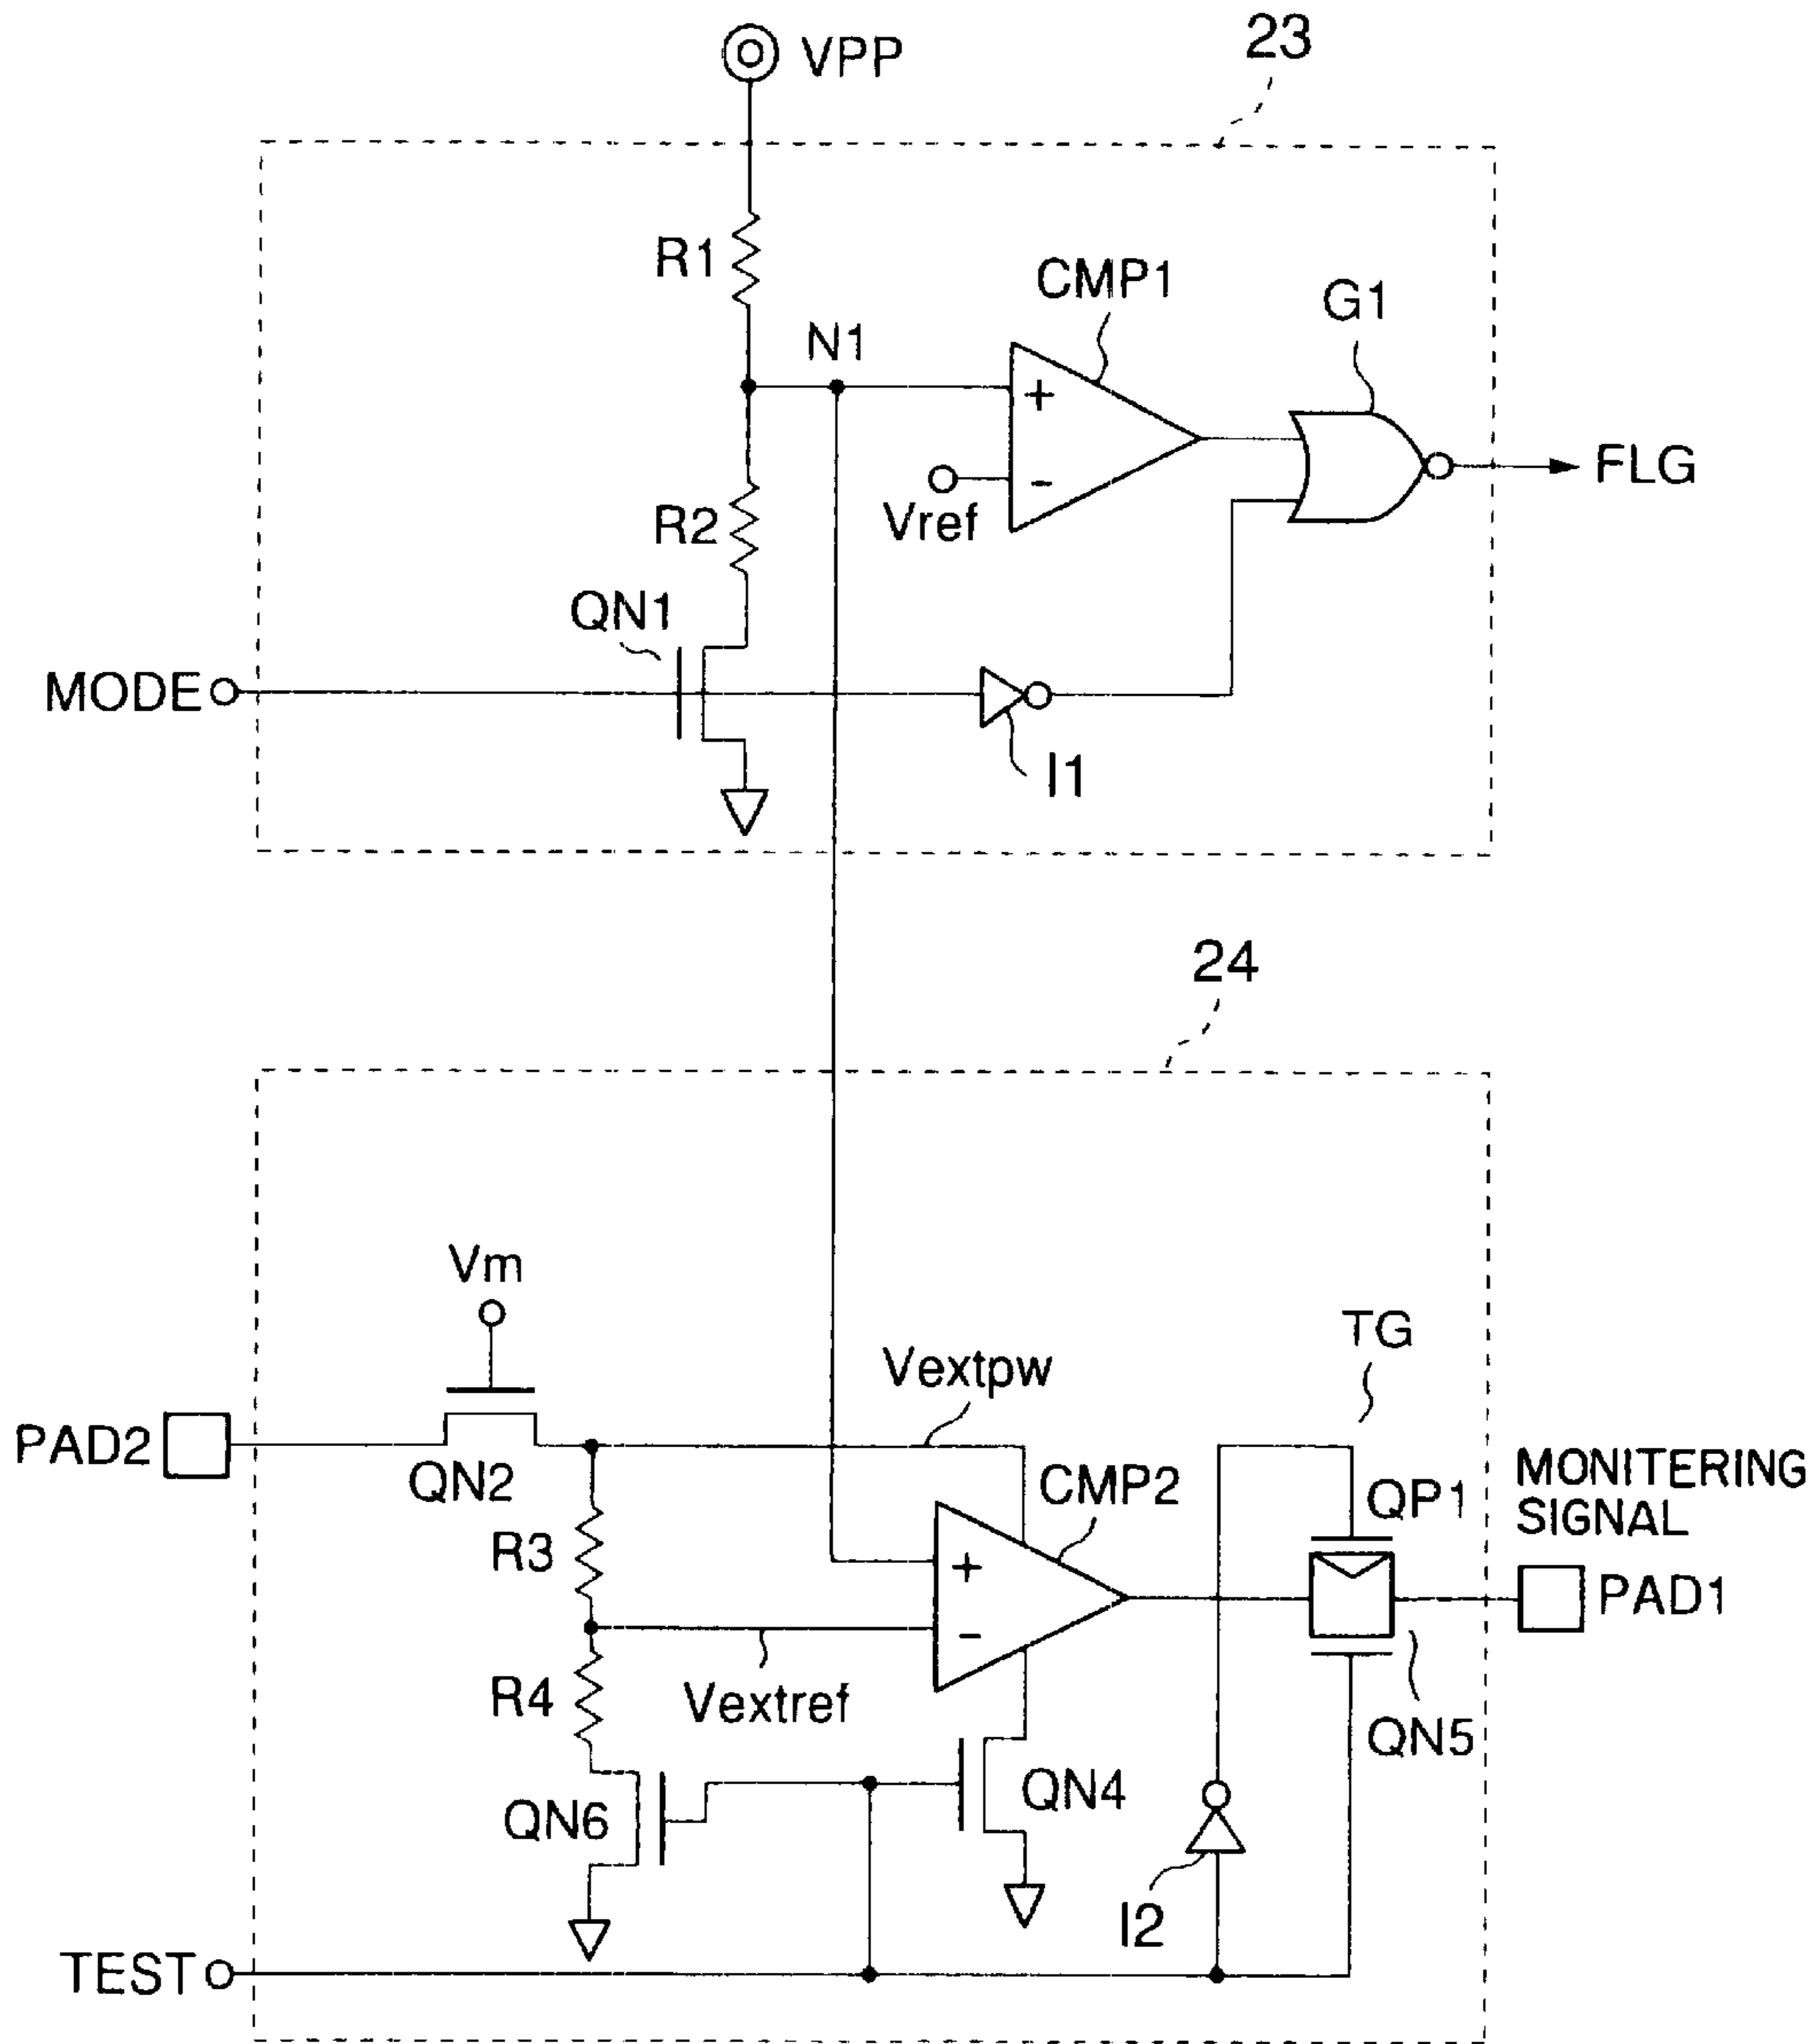 23
VPP
R1
CMP1
G1
N1
+
-
Vref
FLG
R2
QN1
MODE
I1
24
Vm
TG
Vextpw
PAD2
QN2
CMP2
QP1
MONITERING
SIGNAL
R3
+
-
PAD1
R4
Vextref
QN5
QN6
QN4
I2
TEST